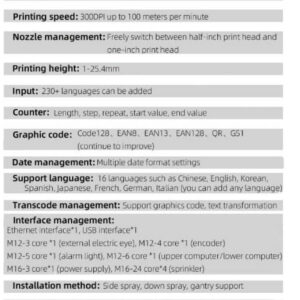 Printing speed: 300DPI up to 100 meters per minute
Nozzle management: Freely switch between half-inch print head and
one-inch print head
Printing height: 1-25.4mm
Input: 230+ languages can be added
Counter: Length, step, repeat, start value, end value
Graphic code: Code128、EAN8、EAN13、EAN128、QR、GS1
(continue to improve)
Date management: Multiple date format settings
Support language: 16 languages such as Chinese, English, Korean,
Spanish, Japanese, French, German, Italian (you can add any language)
Transcode management: Support graphics code, text transformation
Interface management:
Ethernet interface*1, USB interface*1
M12-3 core *1 (external electric eye), M12-4 core *1 (encoder)
M12-5 core *1 (alarm light), M12-6 core *1 (upper computer/lower computer)
M16-3 core*1 (power supply), M16-24 core*4 (sprinkler)
Installation method: Side spray, down spray, gantry support